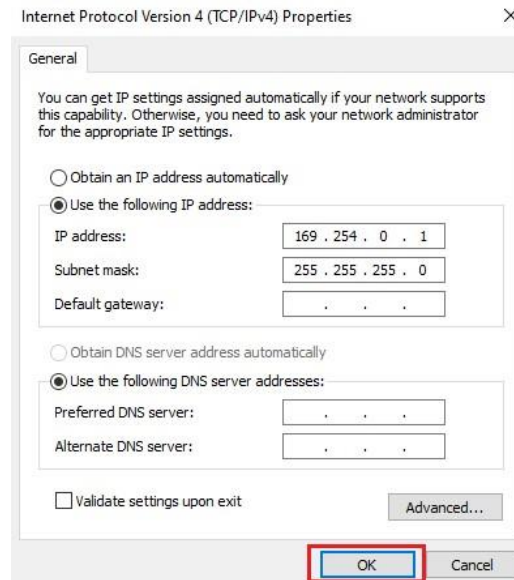 Internet Protocol Version 4 (TCP/IPv4) Properties
General
You can get IP settings assigned automatically if your network supports
this capability. Otherwise, you need to ask your network administrator
for the appropriate IP settings.
Obtain an IP address automatically
Use the following IP address:
IP address: 169 . 254 . 0 . 1
Subnet mask: 255 . 255 . 255 . 0
Default gateway: . . .
Obtain DNS server address automatically
Use the following DNS server addresses:
Preferred DNS server: . . .
Alternate DNS server: . . .
Validate settings upon exit
Advanced...
OK Cancel